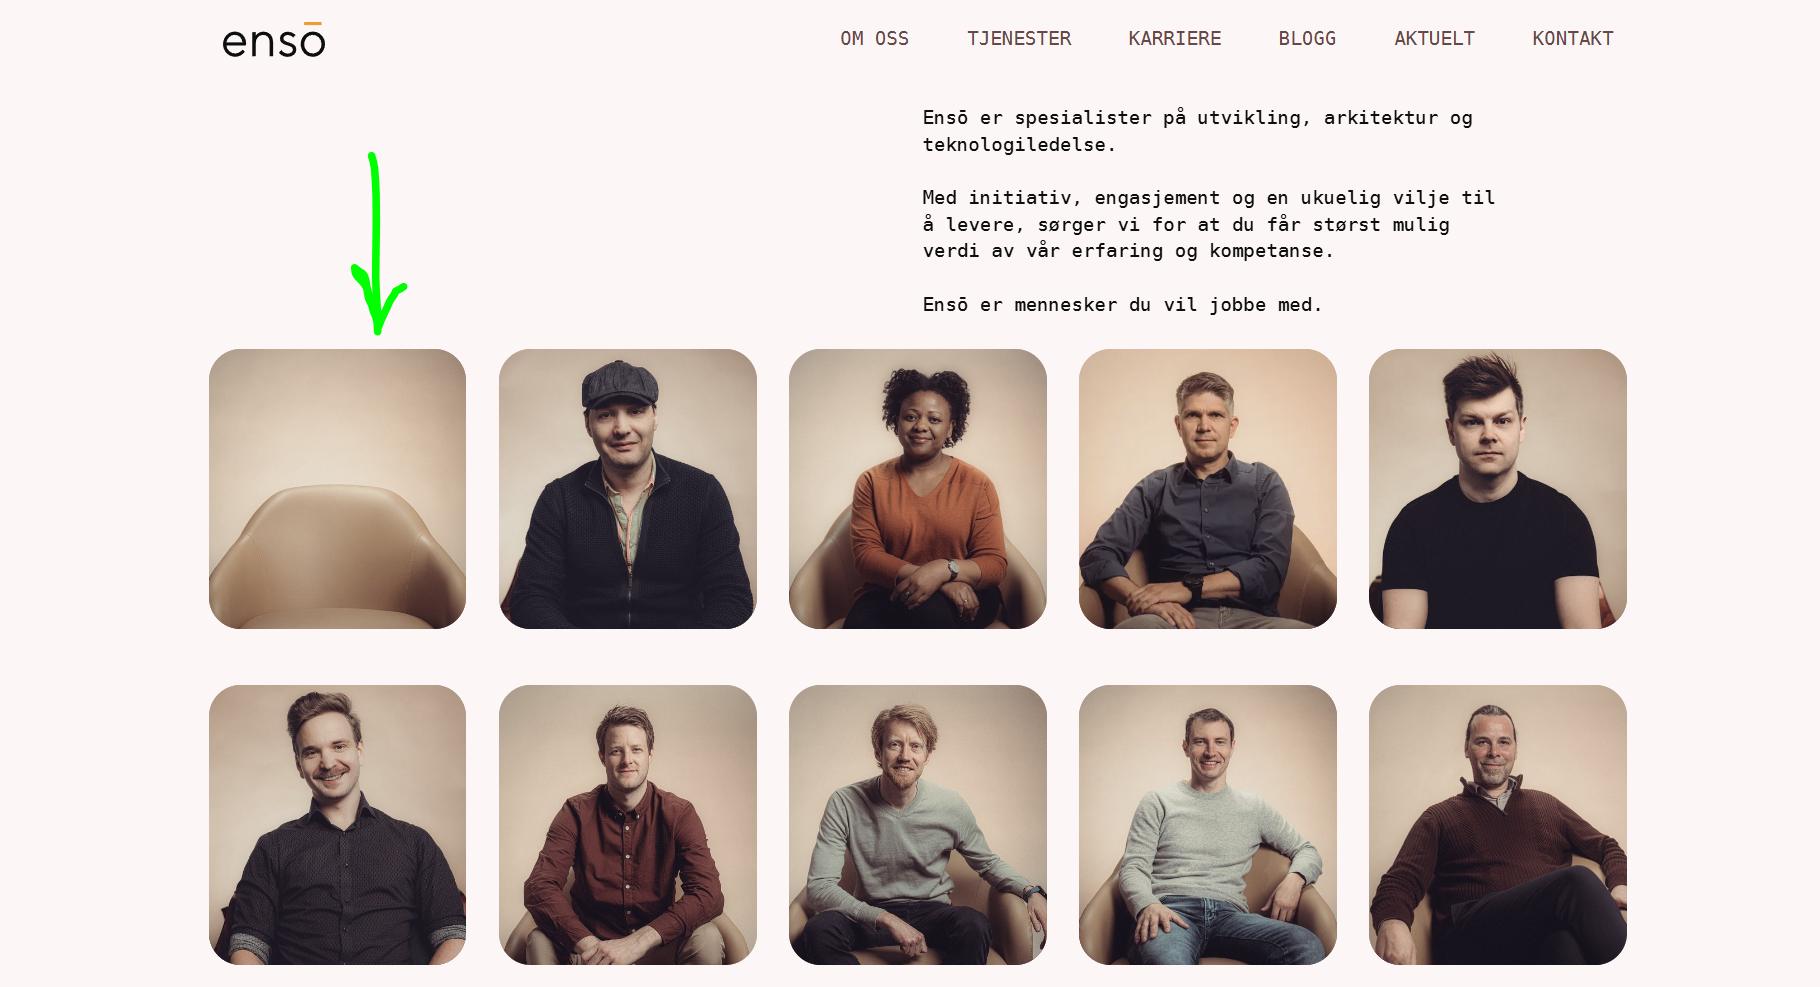 ensō
OM OSS TJENESTER KARRIERE BLOGG AKTUELT KONTAKT
Ensō er spesialister på utvikling, arkitektur og
teknologiledelse.
Med initiativ, engasjement og en ukuelig vilje til
å levere, sørger vi for at du får størst mulig
verdi av vår erfaring og kompetanse.
Ensō er mennesker du vil jobbe med.